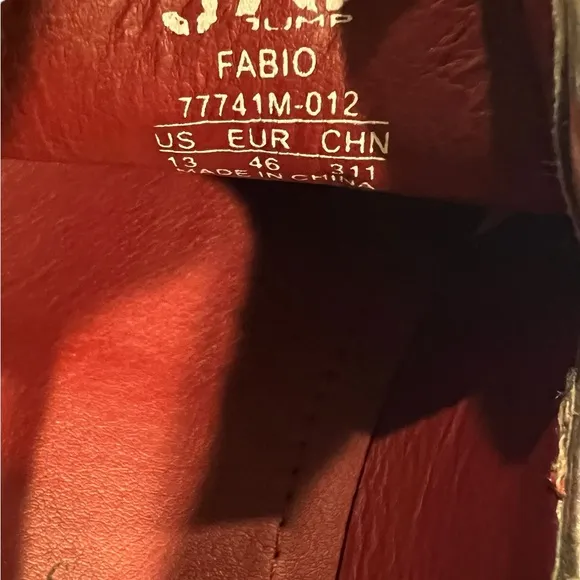 JUMP
FABIO
77741M-012
US EUR CHN
13 46 311
MADE IN CHINA